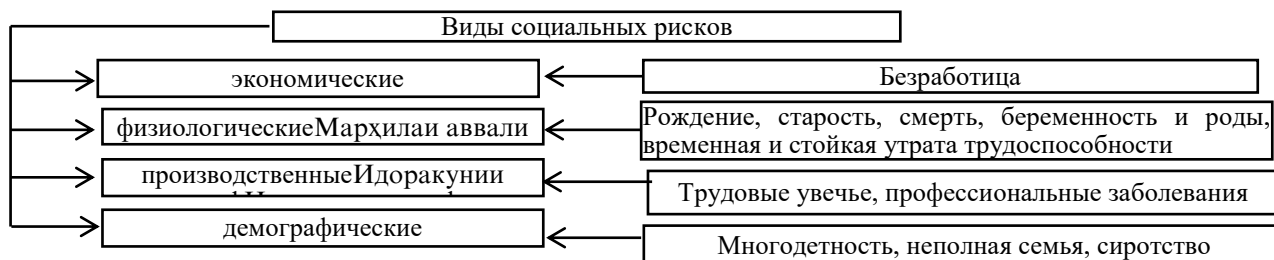 Виды социальных рисков
экономические
Безработица
физиологическиеМарҳилаи аввали
Рождение, старость, смерть, беременность и роды,
временная и стойкая утрата трудоспособности
производственныеИдоракунии
Трудовые увечье, профессиональные заболевания
демографические
Многодетность, неполная семья, сиротство